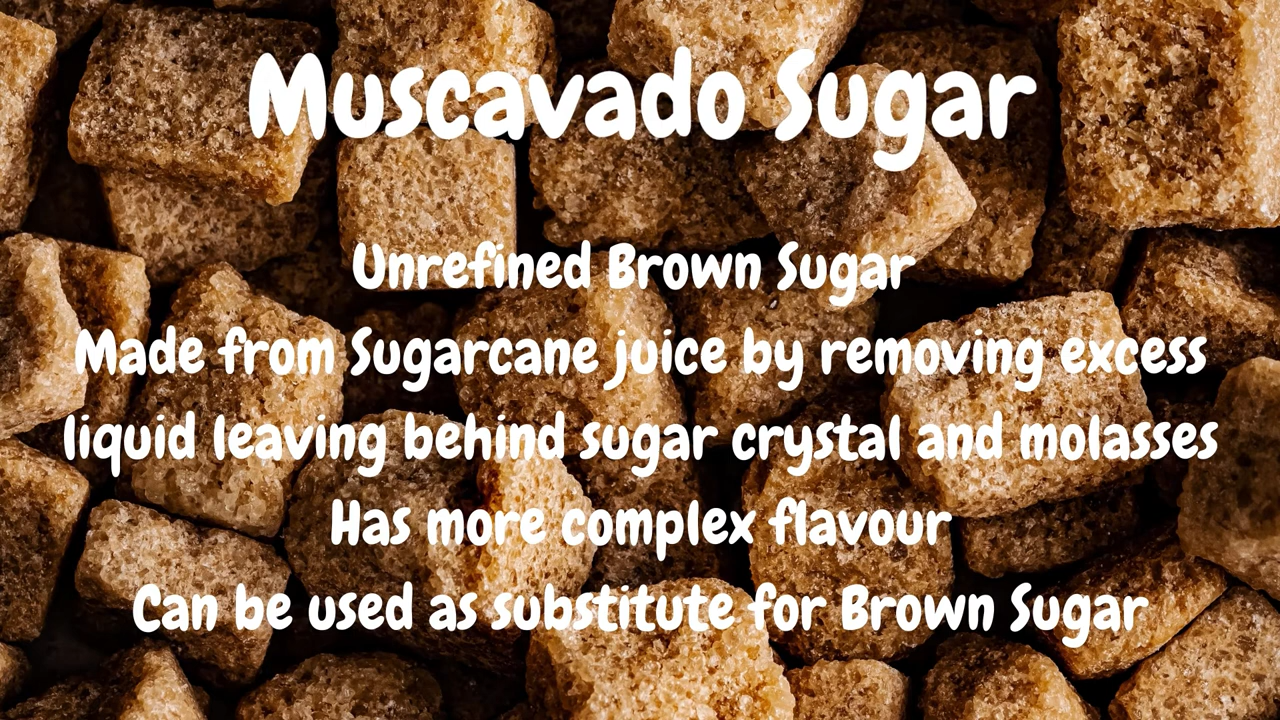 Muscavado Sugar
Unrefined Brown Sugar
Made from Sugarcane juice by removing excess
liquid leaving behind sugar crystal and molasses
Has more complex flavour
Can be used as substitute for Brown Sugar